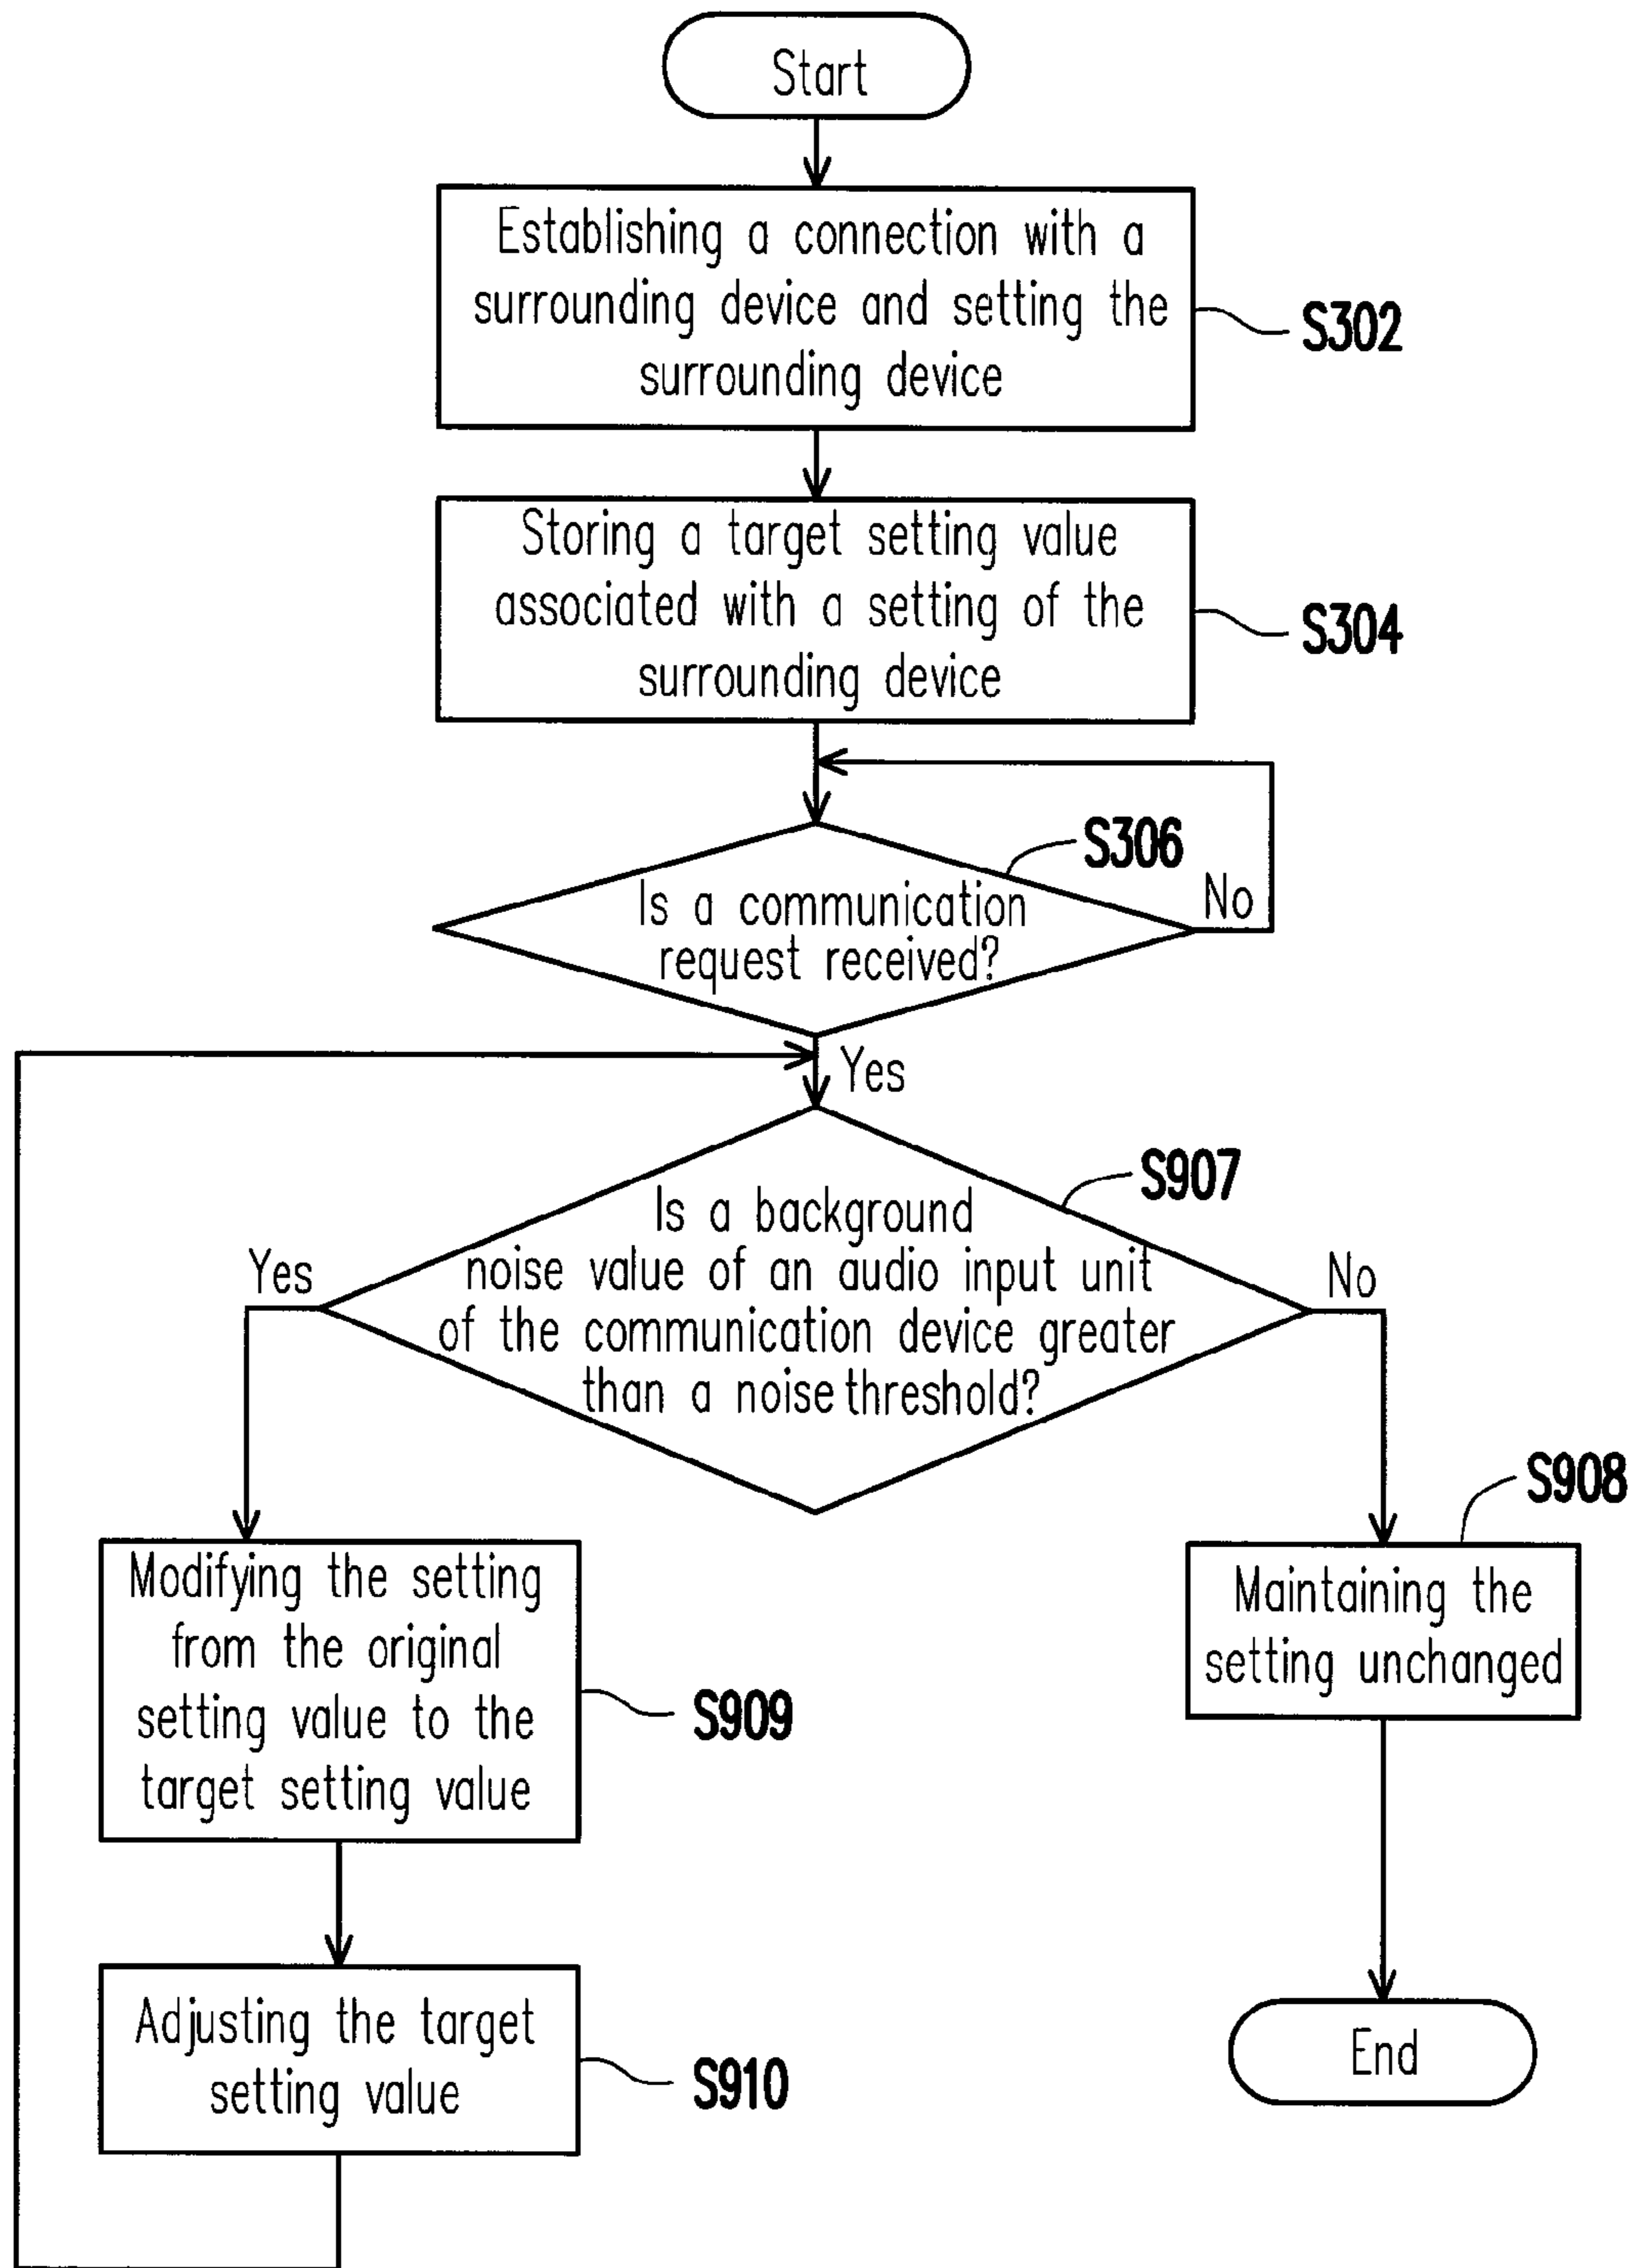 Start
Establishing a connection with a
surrounding device and setting the
surrounding device
S302
Storing a target setting value
associated with a setting of the
surrounding device
S304
S306
Is a communication
request received?
No
Yes
S907
Is a background
noise value of an audio input unit
of the communication device greater
than a noise threshold?
Yes
No
S908
Modifying the setting
from the original
setting value to the
target setting value
S909
Maintaining the
setting unchanged
Adjusting the target
setting value
S910
End